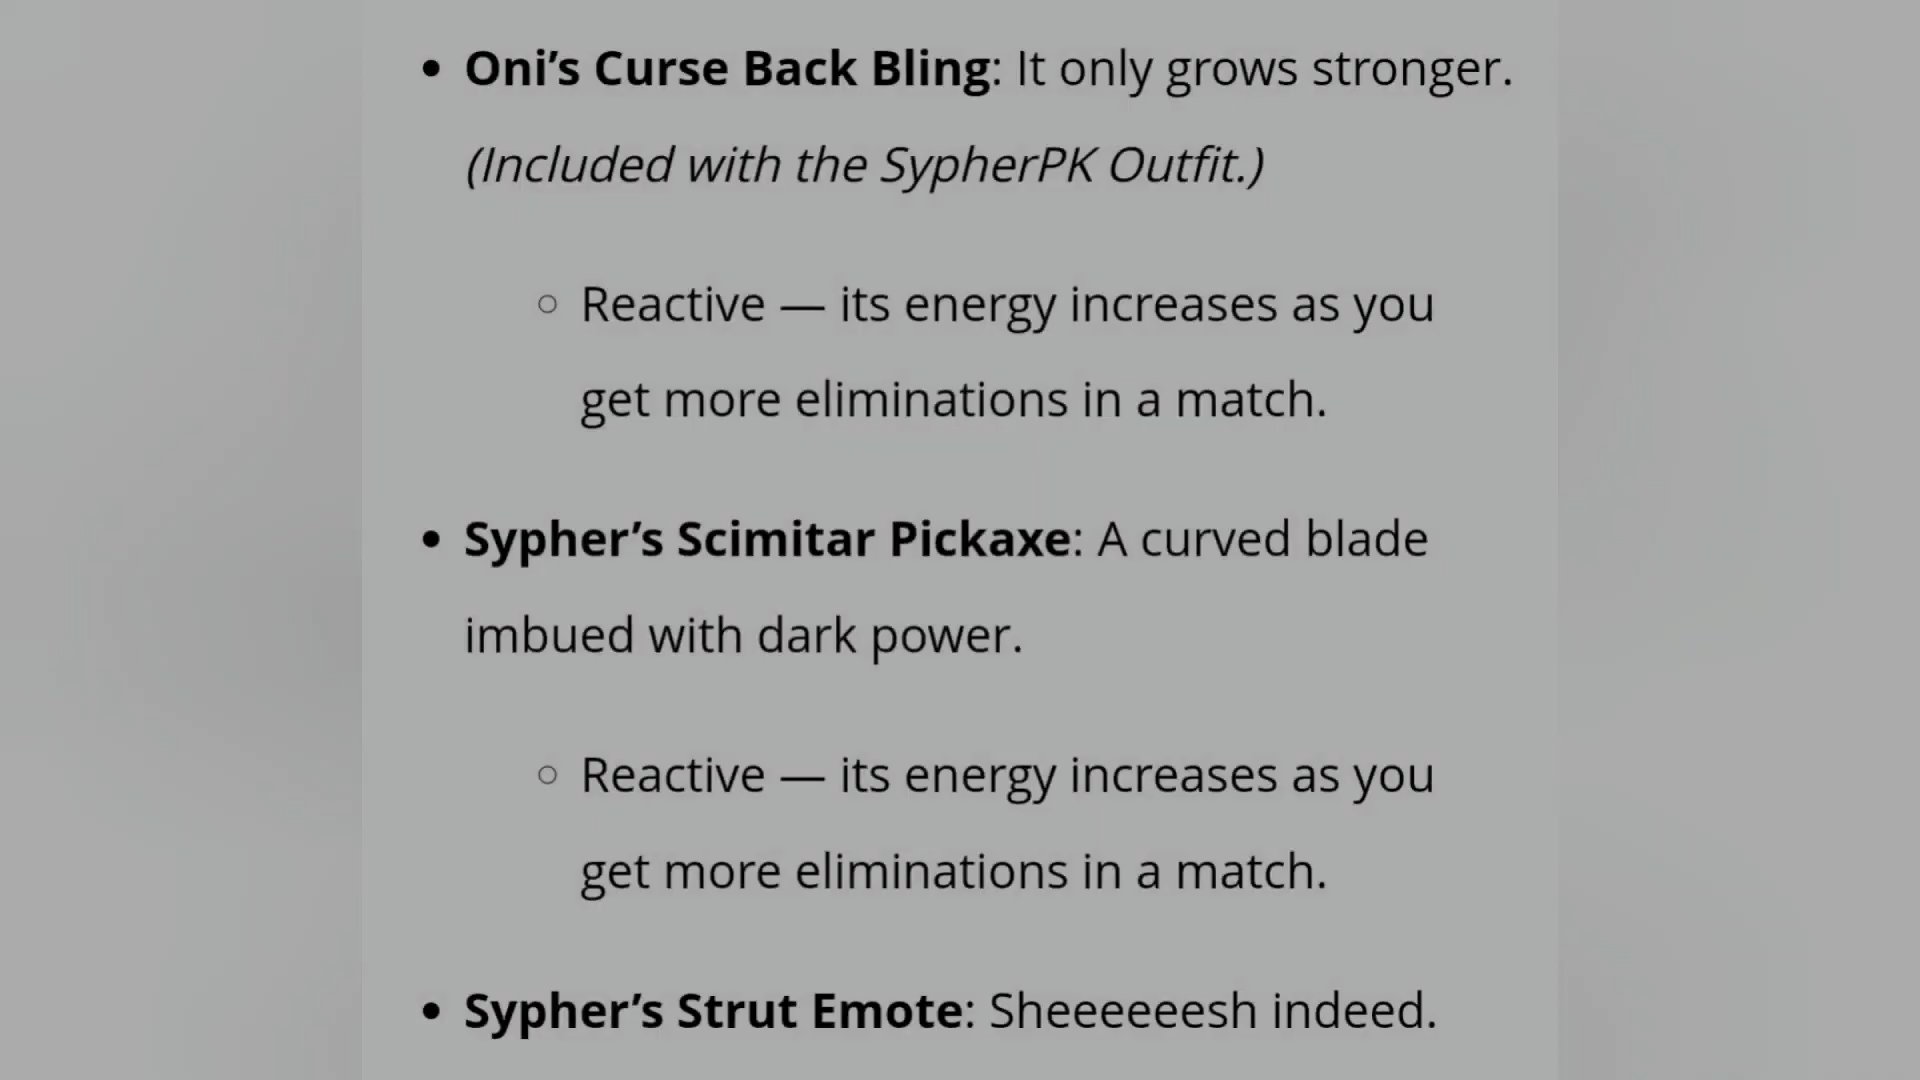 • Oni’s Curse Back Bling: It only grows stronger.
(Included with the SypherPK Outfit.)
○ Reactive — its energy increases as you
get more eliminations in a match.
• Sypher’s Scimitar Pickaxe: A curved blade
imbued with dark power.
○ Reactive — its energy increases as you
get more eliminations in a match.
• Sypher’s Strut Emote: Sheeeeeesh indeed.